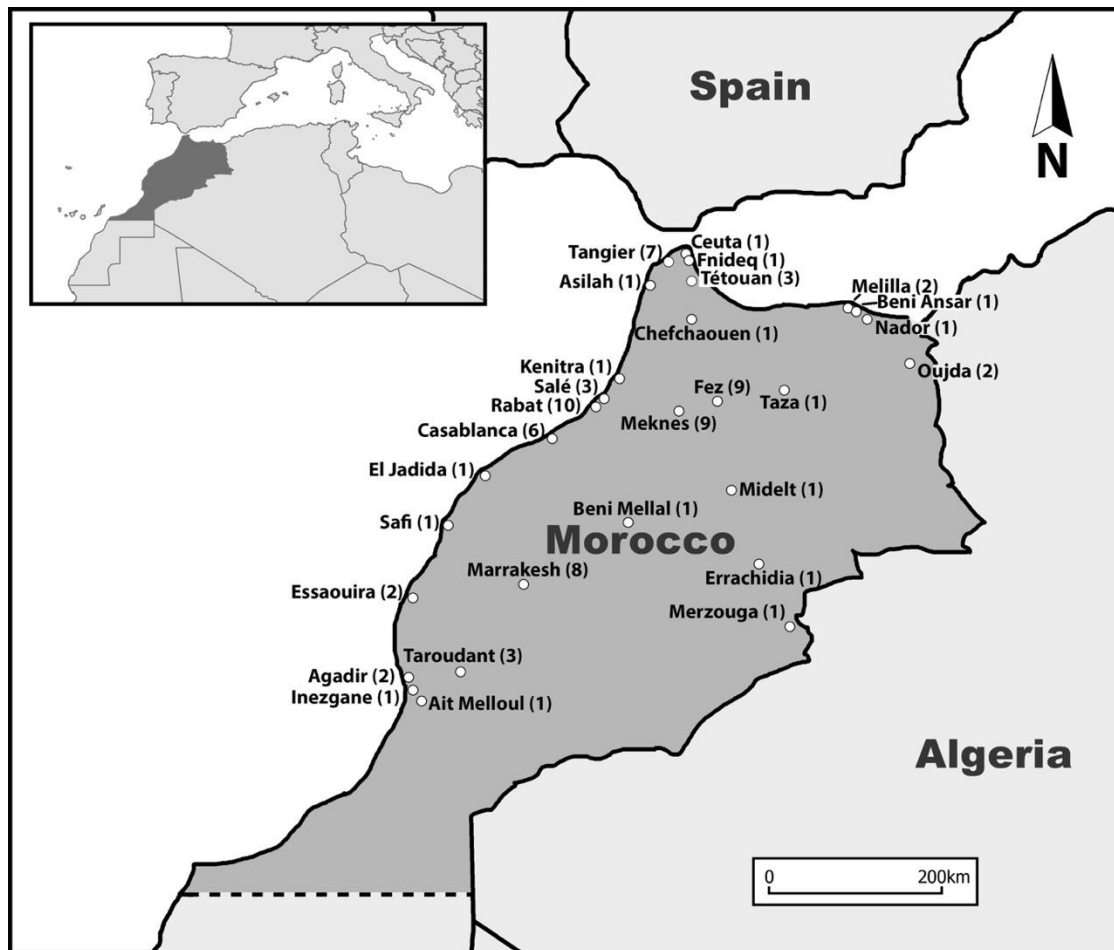 Spain
N
Ceuta (1)
Tangier (7)
Fnideq (1)
Asilah (1)
Tétouan (3)
Melilla (2)
Beni Ansar (1)
Nador (1)
Chefchaouen (1)
Oujda (2)
Kenitra (1)
Salé (3)
Fez (9)
Rabat (10)
Taza (1)
Meknes (9)
Casablanca (6)
El Jadida (1)
Midelt (1)
Beni Mellal (1)
Safi (1)
Morocco
Marrakesh (8)
Errachidia (1)
Essaouira (2)
Merzouga (1)
Taroudant (3)
Agadir (2)
Inezgane (1)
Ait Melloul (1)
Algeria
0 200km